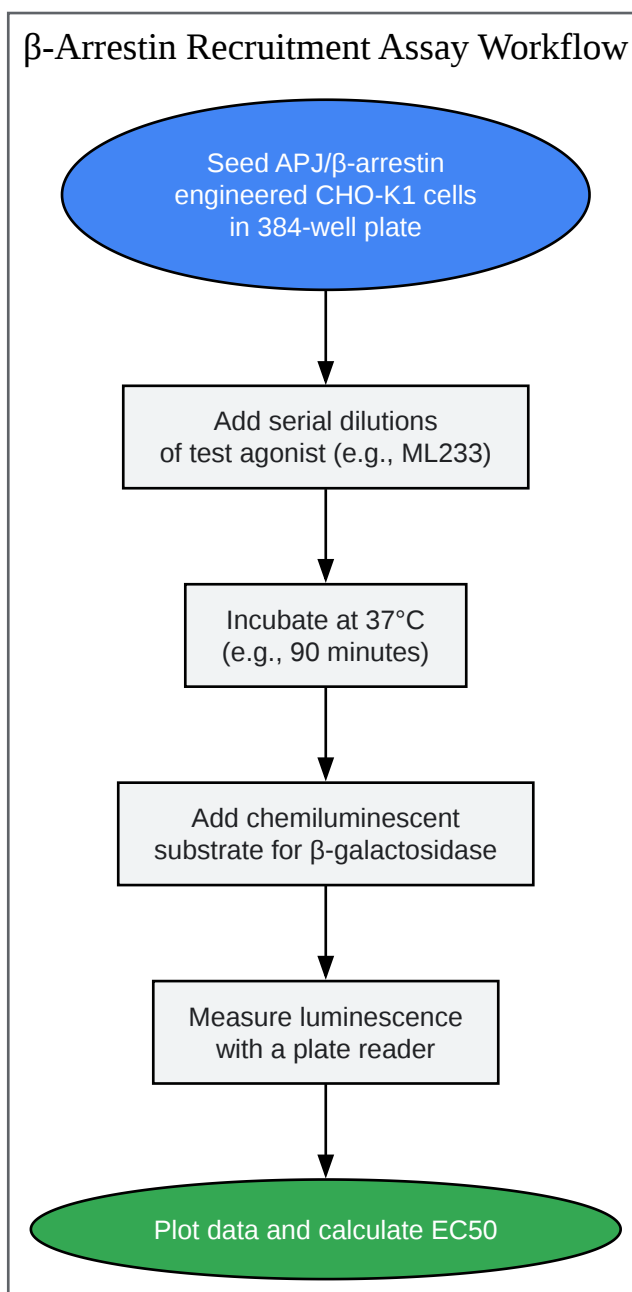 β-Arrestin Recruitment Assay Workflow
Seed APJ/β-arrestin
engineered CHO-K1 cells
in 384-well plate
Add serial dilutions
of test agonist (e.g., ML233)
Incubate at 37°C
(e.g., 90 minutes)
Add chemiluminescent
substrate for β-galactosidase
Measure luminescence
with a plate reader
Plot data and calculate EC50